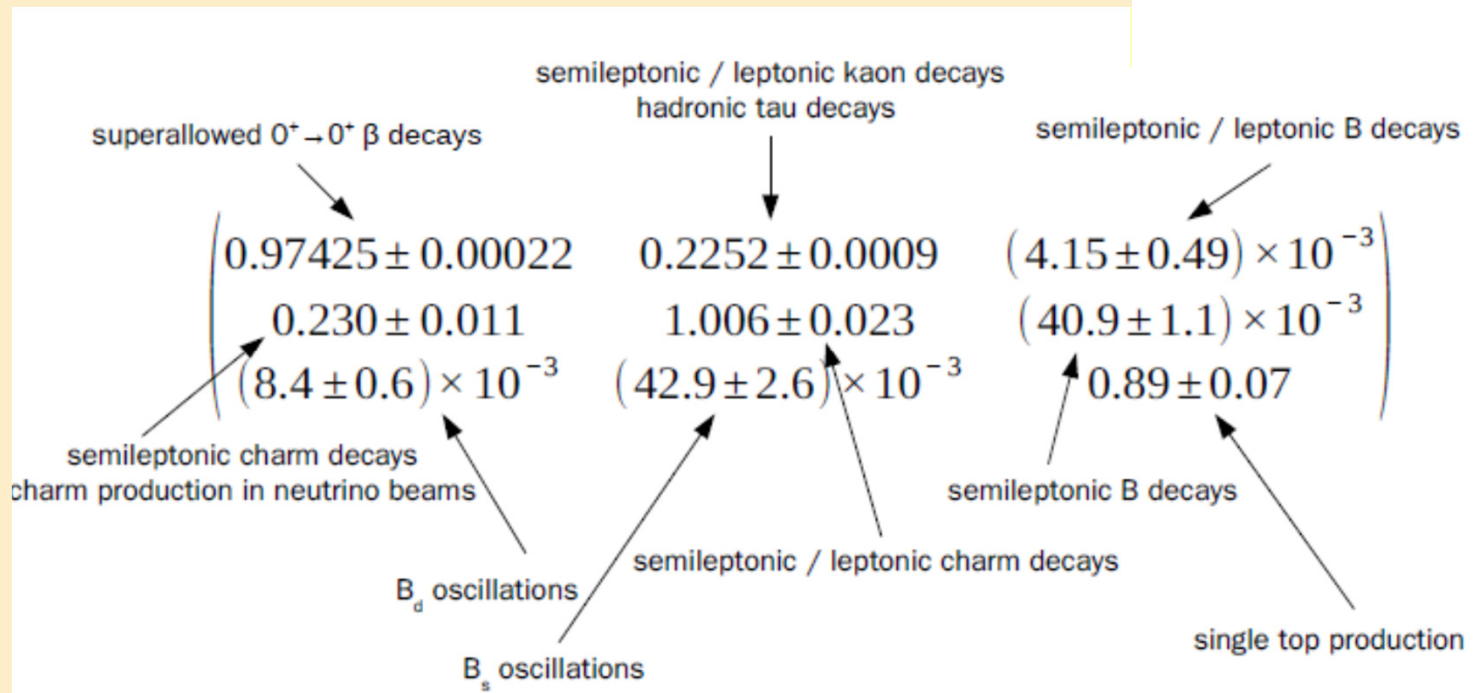 semileptonic / leptonic kaon decays
hadronic tau decays
superallowed 0⁺→0⁺ β decays
semileptonic / leptonic B decays
0.97425±0.00022 0.2252±0.0009 (4.15±0.49)×10⁻³
0.230±0.011 1.006±0.023 (40.9±1.1)×10⁻³
(8.4±0.6)×10⁻³ (42.9±2.6)×10⁻³ 0.89±0.07
semileptonic charm decays
charm production in neutrino beams
semileptonic B decays
semileptonic / leptonic charm decays
B_d oscillations
single top production
B_s oscillations